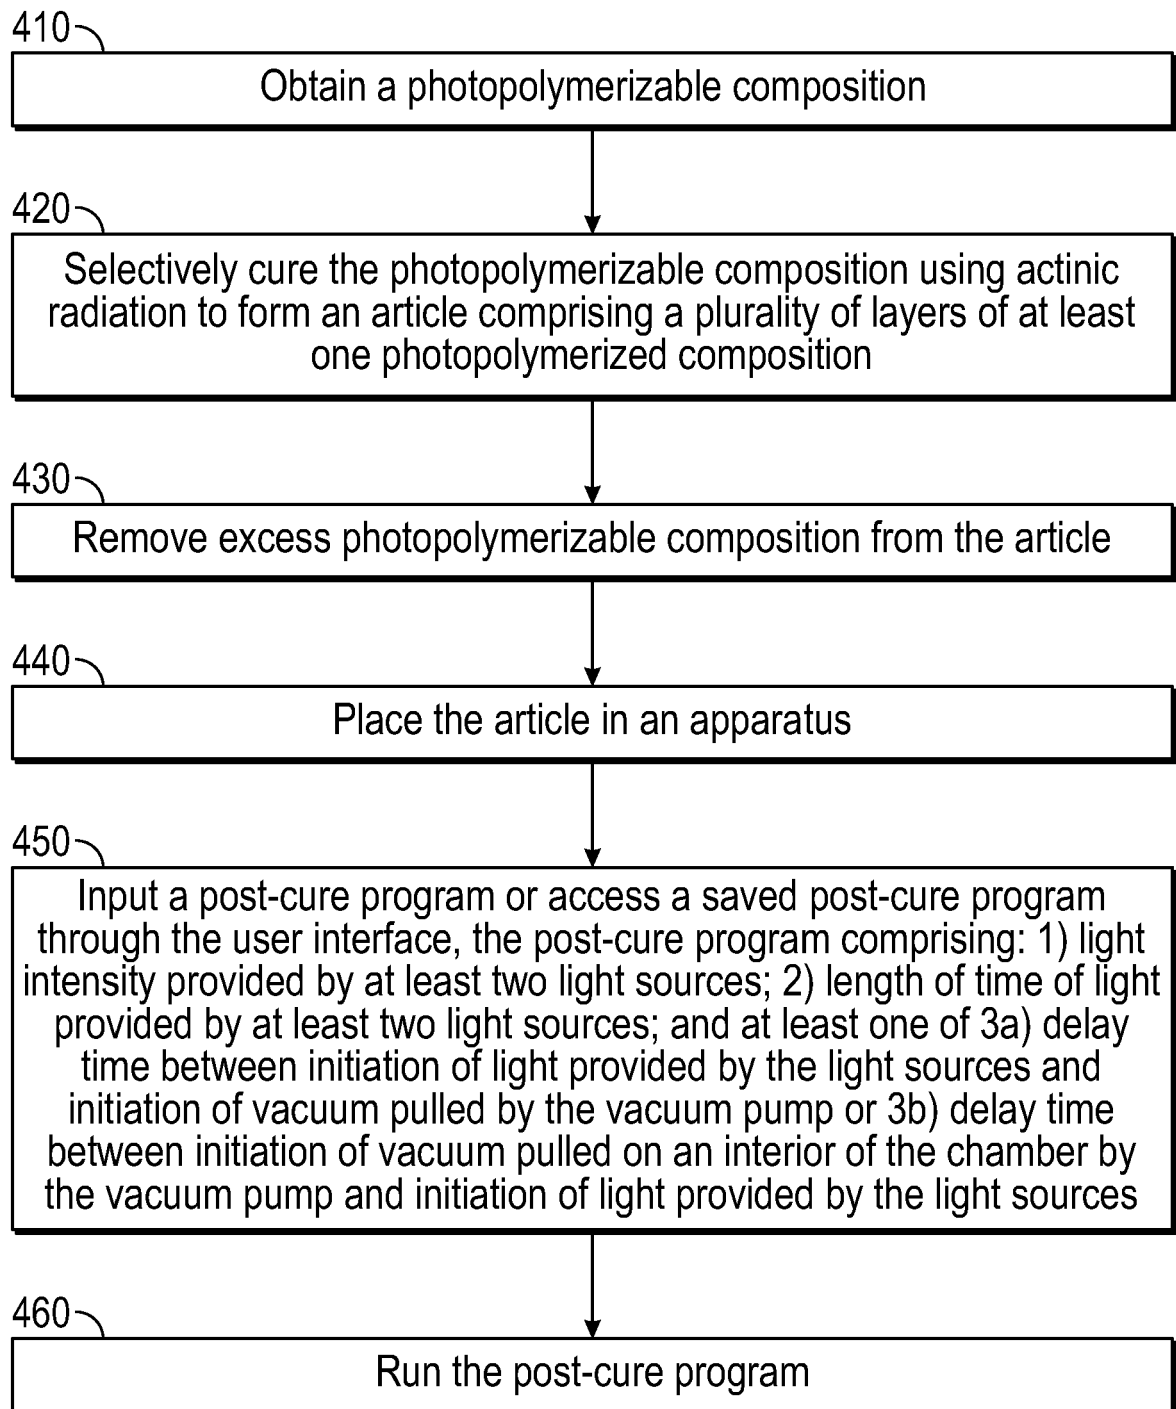 410
Obtain a photopolymerizable composition
420
Selectively cure the photopolymerizable composition using actinic
radiation to form an article comprising a plurality of layers of at least
one photopolymerized composition
430
Remove excess photopolymerizable composition from the article
440
Place the article in an apparatus
450
Input a post-cure program or access a saved post-cure program
through the user interface, the post-cure program comprising: 1) light
intensity provided by at least two light sources; 2) length of time of light
provided by at least two light sources; and at least one of 3a) delay
time between initiation of light provided by the light sources and
initiation of vacuum pulled by the vacuum pump or 3b) delay time
between initiation of vacuum pulled on an interior of the chamber by
the vacuum pump and initiation of light provided by the light sources
460
Run the post-cure program